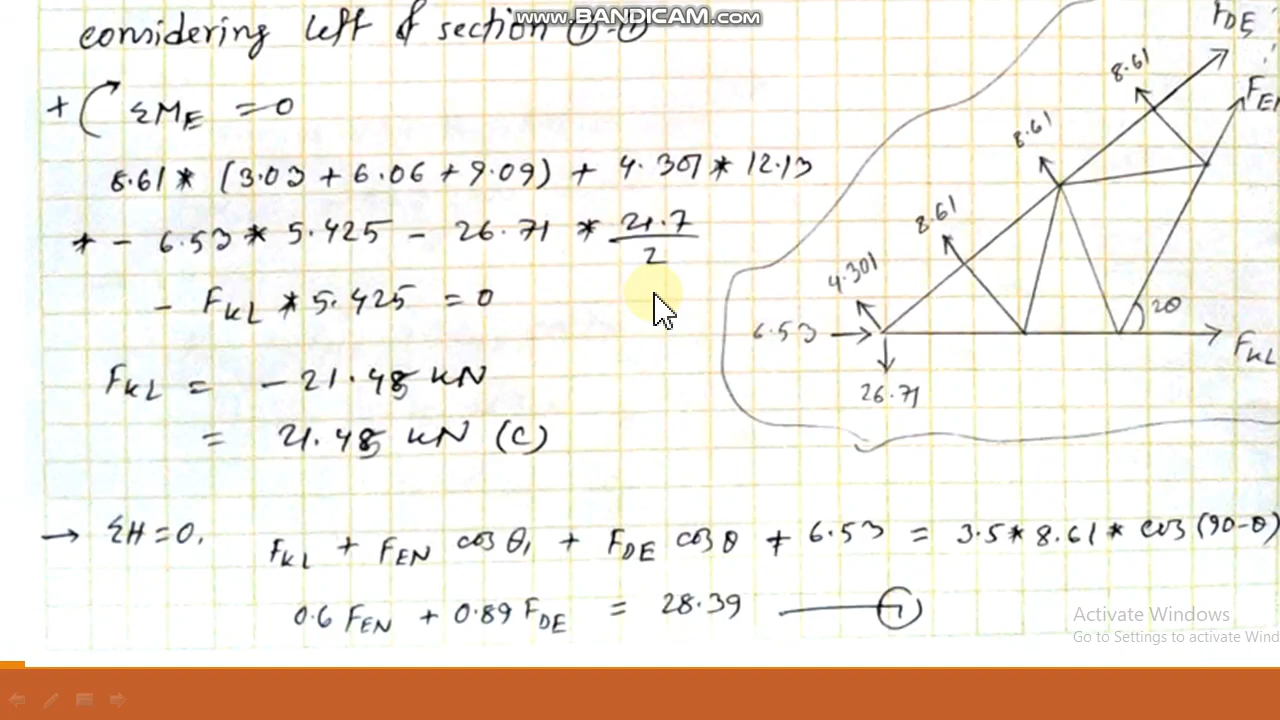 www.BANDICAM.com
considering left of section ①-①
+ ΣM_E = 0
8.61 * (3.03 + 6.06 + 9.09) + 4.307 * 12.13
+ - 6.53 * 5.425 - 26.71 * 21.7/2
- F_KL * 5.425 = 0
F_KL = -21.48 kN
= 21.48 kN (C)
→ ΣH = 0, F_KL + F_EN cos θ, + F_DE cos θ + 6.53 = 3.5 * 8.61 * cos (90-θ)
0.6 F_EN + 0.89 F_DE = 28.39 ①
F_DE
8.61
8.61
8.61
4.301
6.53
26.71
2θ
F_KL
Activate Windows
Go to Settings to activate Wind